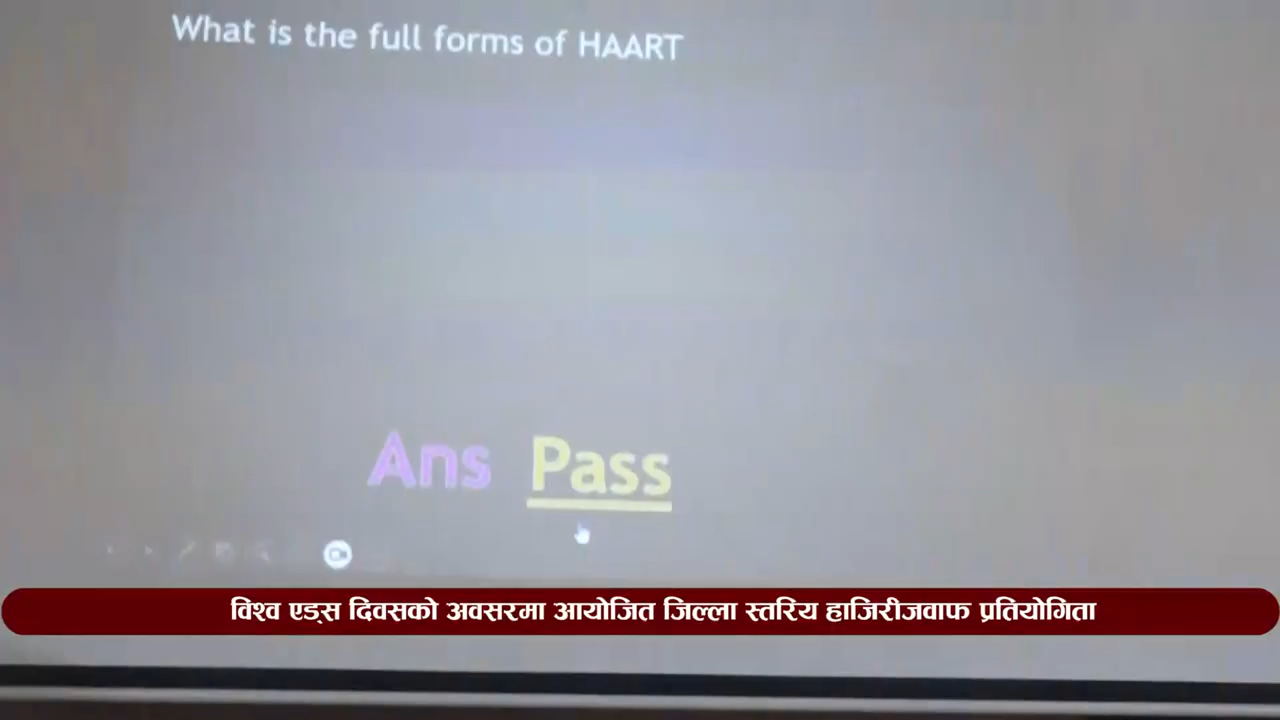 What is the full forms of HAART
Ans Pass
विश्व एड्स दिवसको अवसरमा आयोजित जिल्ला स्तरिय हाजिरीजवाफ प्रतियोगिता